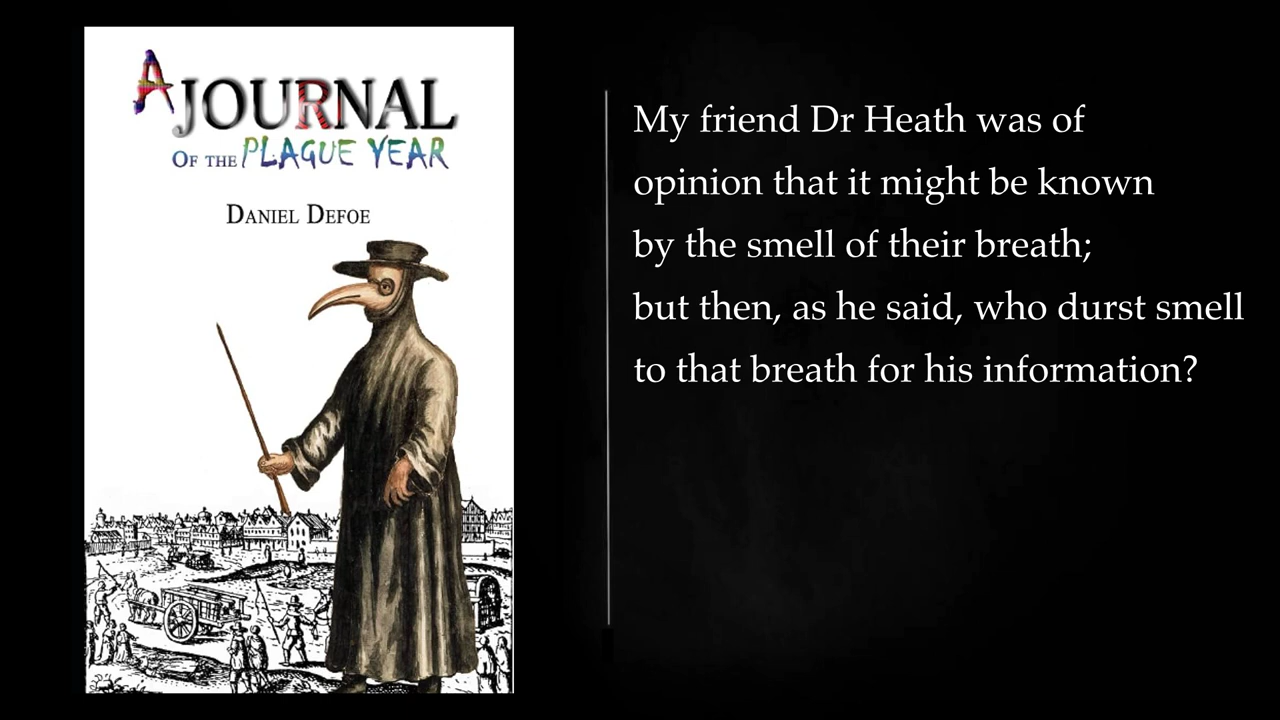 A JOURNAL
OF THE PLAGUE YEAR
DANIEL DEFOE
My friend Dr Heath was of
opinion that it might be known
by the smell of their breath;
but then, as he said, who durst smell
to that breath for his information?